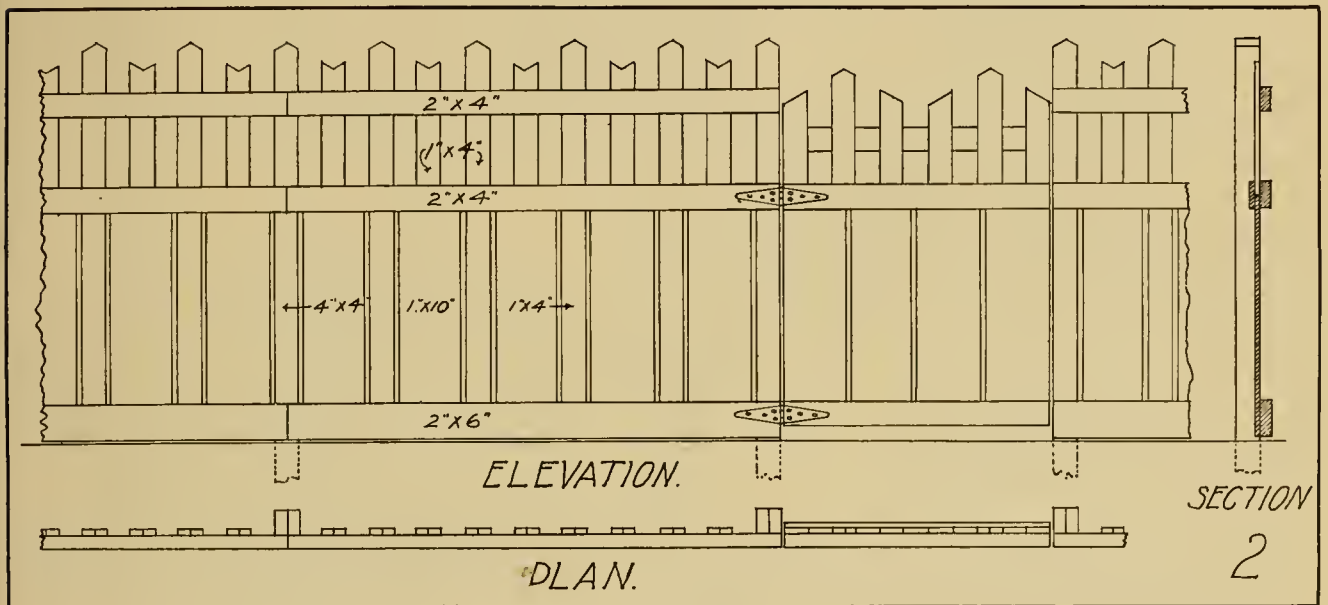 2"X4"
1"X4"
2"X4"
4"X4" 1"X10" 1"X4"
2"X6"
ELEVATION.
SECTION
PLAN.
2